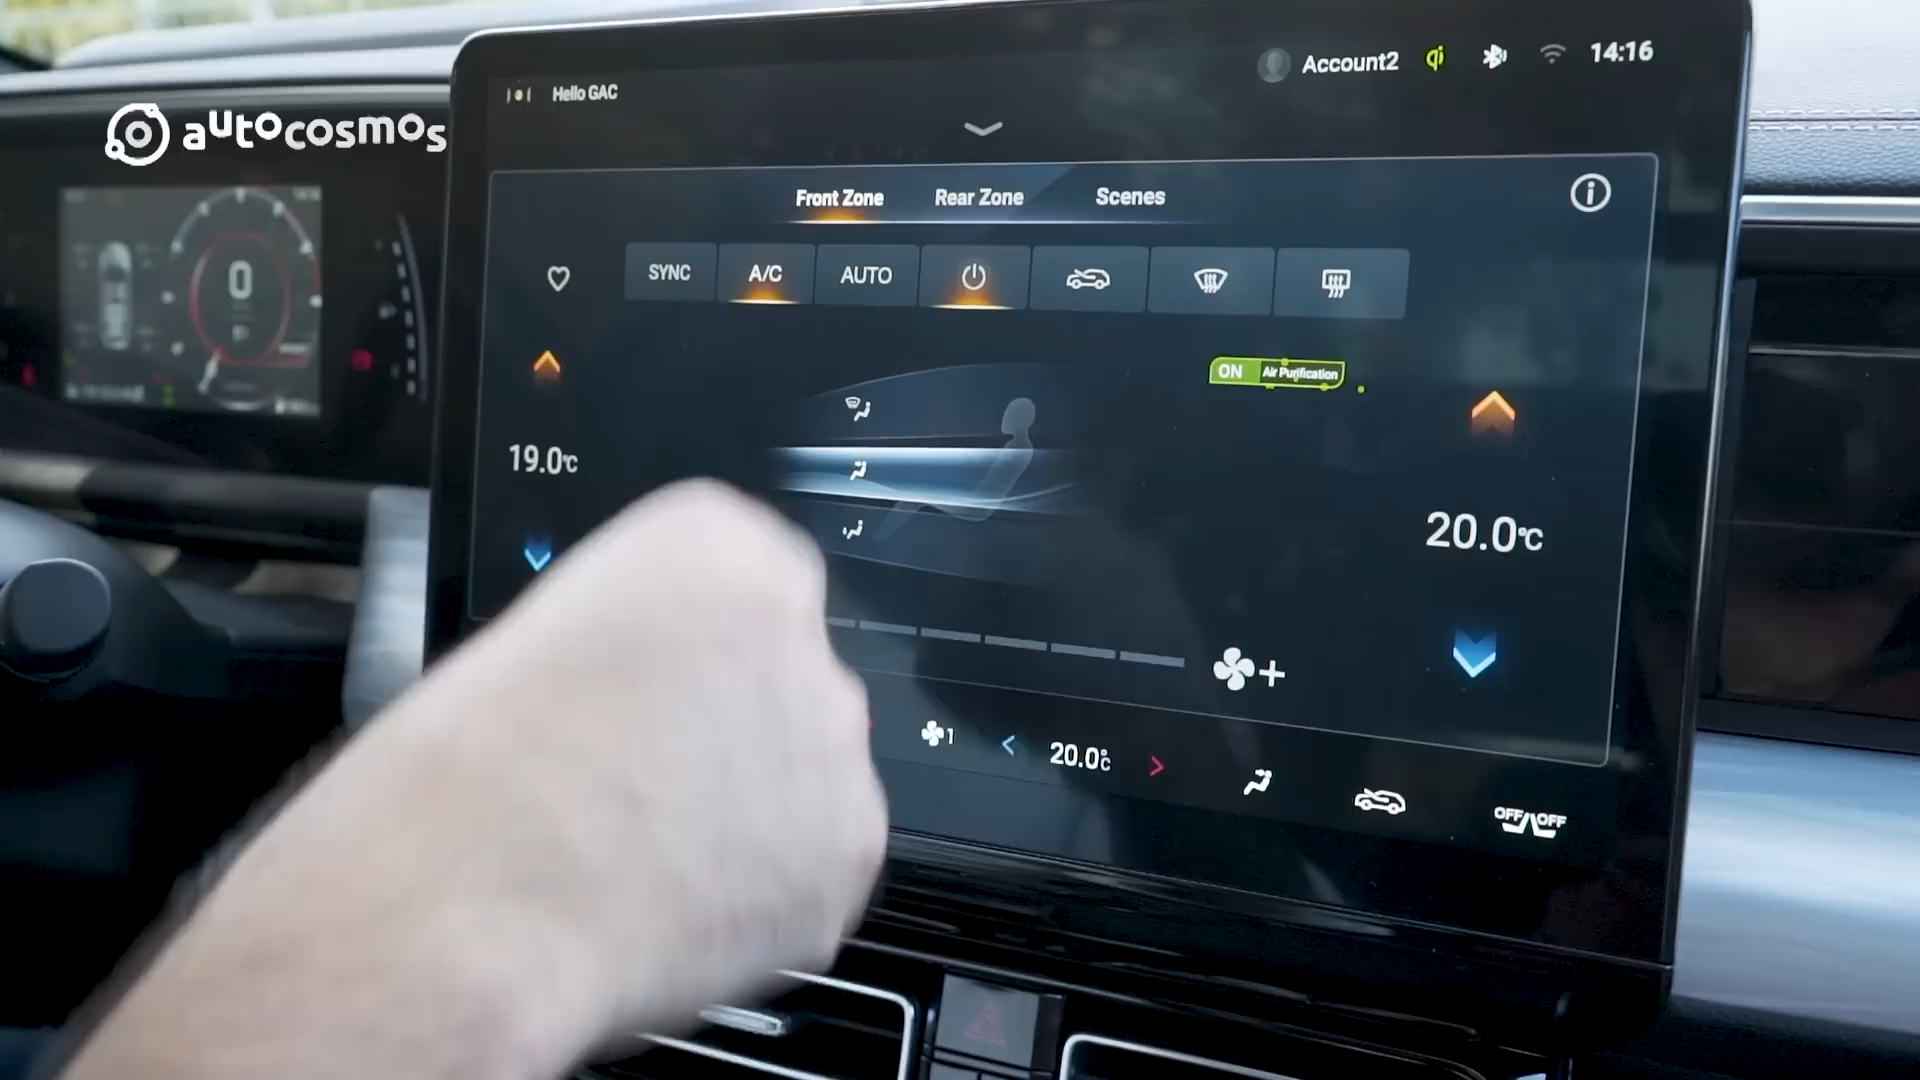 autocosmos
Hello GAC
Account2
14:16
Front Zone
Rear Zone
Scenes
SYNC
A/C
AUTO
ON
Air Purification
19.0℃
20.0℃
0
+
1
20.0℃
OFF OFF